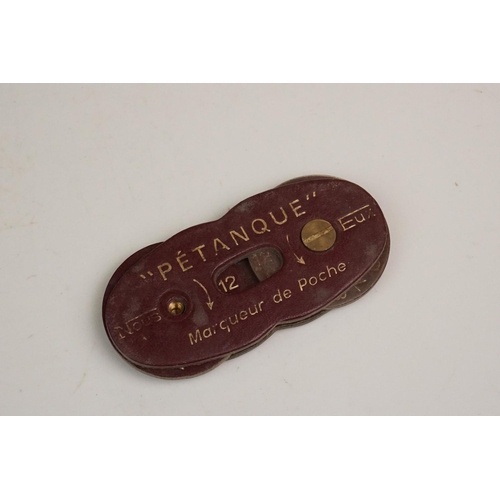 "PÉTANQUE"
Nous 12 Eux
Marqueur de Poche